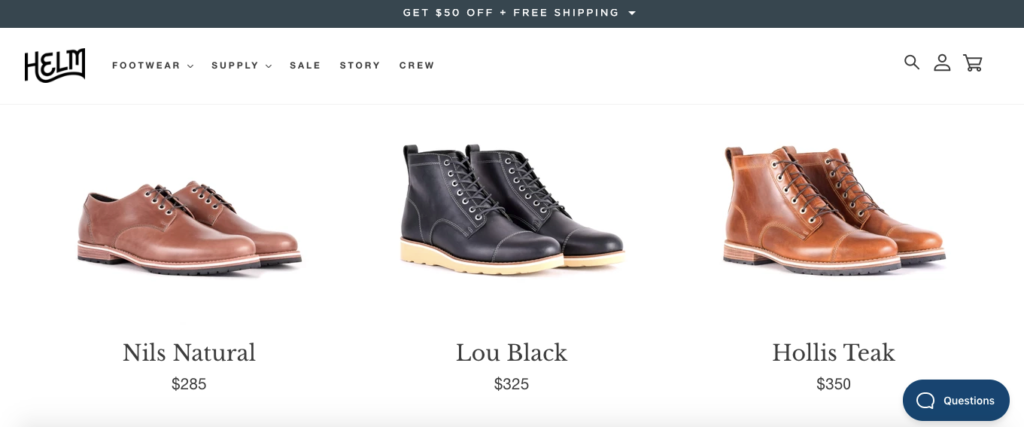 GET $50 OFF + FREE SHIPPING
HELM
FOOTWEAR SUPPLY SALE STORY CREW
Nils Natural Lou Black Hollis Teak
$285 $325 $350
Questions